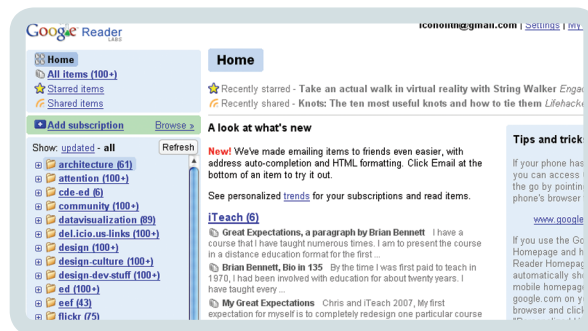 Google Reader
LABS
iconolith@gmail.com | Settings | My
Home
All items (100+)
Starred items
Shared items
Add subscription Browse »
Show: updated - all Refresh
architecture (61)
attention (100+)
cde-ed (6)
community (100+)
datavisualization (89)
del.icio.us-links (100+)
design (100+)
design-culture (100+)
design-dev-stuff (100+)
ed (100+)
eef (43)
flickr (75)
Home
Recently starred - Take an actual walk in virtual reality with String Walker Engad
Recently shared - Knots: The ten most useful knots and how to tie them Lifehacke
A look at what's new
New! We've made emailing items to friends even easier, with
address auto-completion and HTML formatting. Click Email at the
bottom of an item to try it out.
See personalized trends for your subscriptions and read items.
iTeach (6)
Great Expectations, a paragraph by Brian Bennett I have a
course that I have taught numerous times. I am to present the course
in a distance education format for the first ...
Brian Bennett, Bio in 135 By the time I was first paid to teach in
1970, I had been involved with education for about twenty years. I
have taught every ...
My Great Expectations Chris and iTeach 2007, My first
expectation for myself is to completely redesign one particular course
Tips and trick
If your phone has
you can access
the go by pointin
phone's browser
www.google
If you use the Go
Homepage and h
Reader Homepag
automatically sho
mobile homepage
google.com on y
browser and click